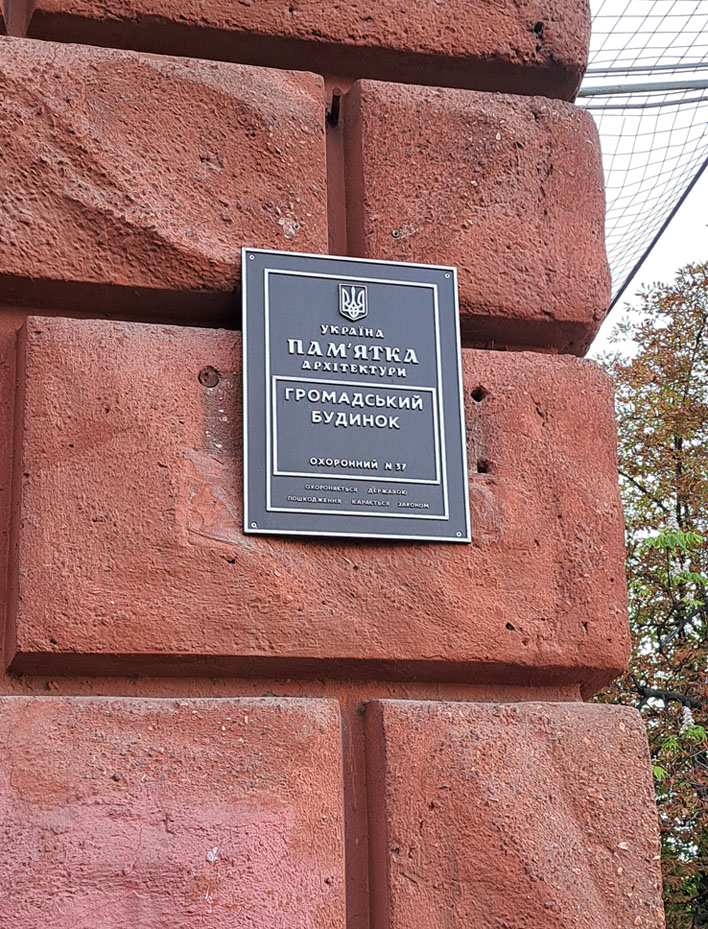 УКРАЇНА
ПАМ'ЯТКА
АРХІТЕКТУРИ
ГРОМАДСЬКИЙ
БУДИНОК
ОХОРОННИЙ N 37
ОХОРОНЯЄТЬСЯ ДЕРЖАВОЮ
ПОШКОДЖЕННЯ КАРАЄТЬСЯ ЗАКОНОМ